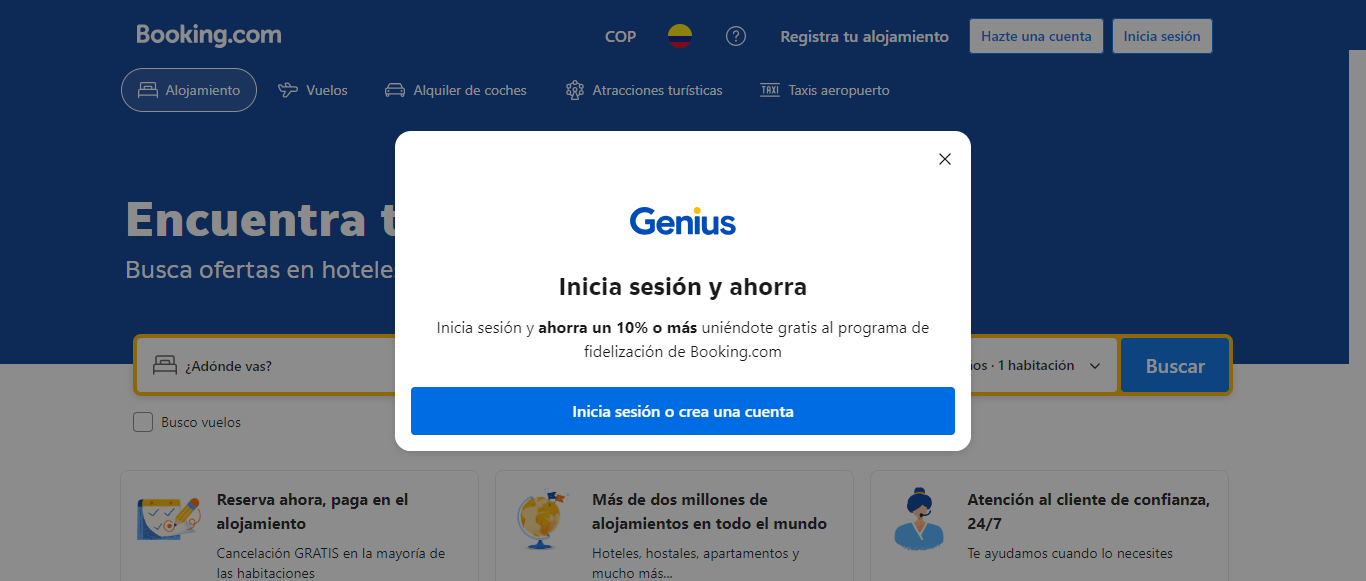 Booking.com
COP
Registra tu alojamiento
Hazte una cuenta
Inicia sesión
Alojamiento
Vuelos
Alquiler de coches
Atracciones turísticas
TAXI Taxis aeropuerto
Genius
Inicia sesión y ahorra
Inicia sesión y ahorra un 10% o más uniéndote gratis al programa de
fidelización de Booking.com
Inicia sesión o crea una cuenta
Encuentra
Busca ofertas en
¿Adónde vas?
· 1 habitación
Buscar
Busco vuelos
Reserva ahora, paga en el
alojamiento
Cancelación GRATIS en la mayoría de
las habitaciones
Más de dos millones de
alojamientos en todo el mundo
Hoteles, hostales, apartamentos y
mucho más...
Atención al cliente de confianza,
24/7
Te ayudamos cuando lo necesites